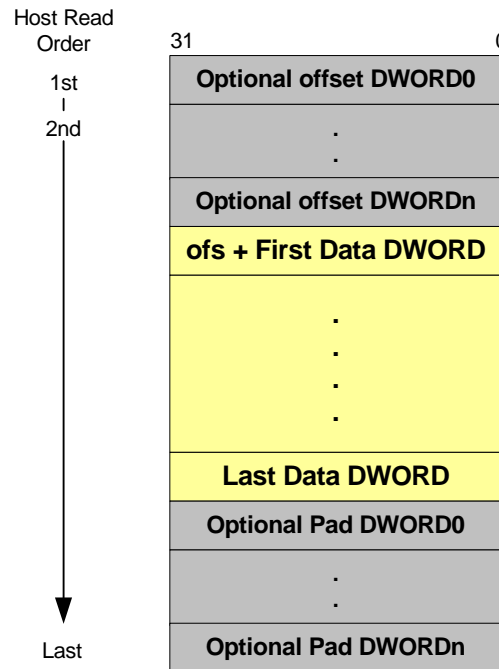 Host Read
Order
31
0
1st
2nd
Optional offset DWORD0
.
.
Optional offset DWORDn
ofs + First Data DWORD
.
.
.
.
Last Data DWORD
Optional Pad DWORD0
.
.
Last
Optional Pad DWORDn